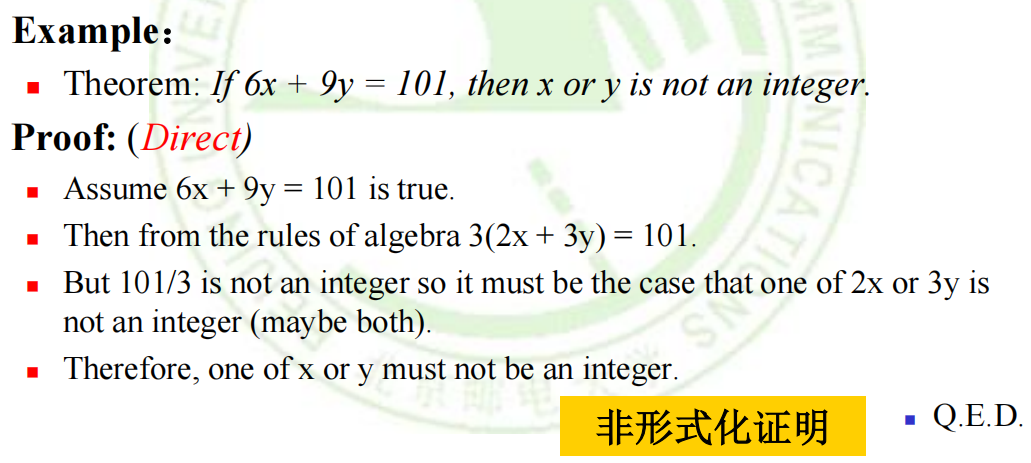 Example：
▪ Theorem: If 6x + 9y = 101, then x or y is not an integer.
Proof: (Direct)
▪ Assume 6x + 9y = 101 is true.
▪ Then from the rules of algebra 3(2x + 3y) = 101.
▪ But 101/3 is not an integer so it must be the case that one of 2x or 3y is
not an integer (maybe both).
▪ Therefore, one of x or y must not be an integer.
非形式化证明
▪ Q.E.D.